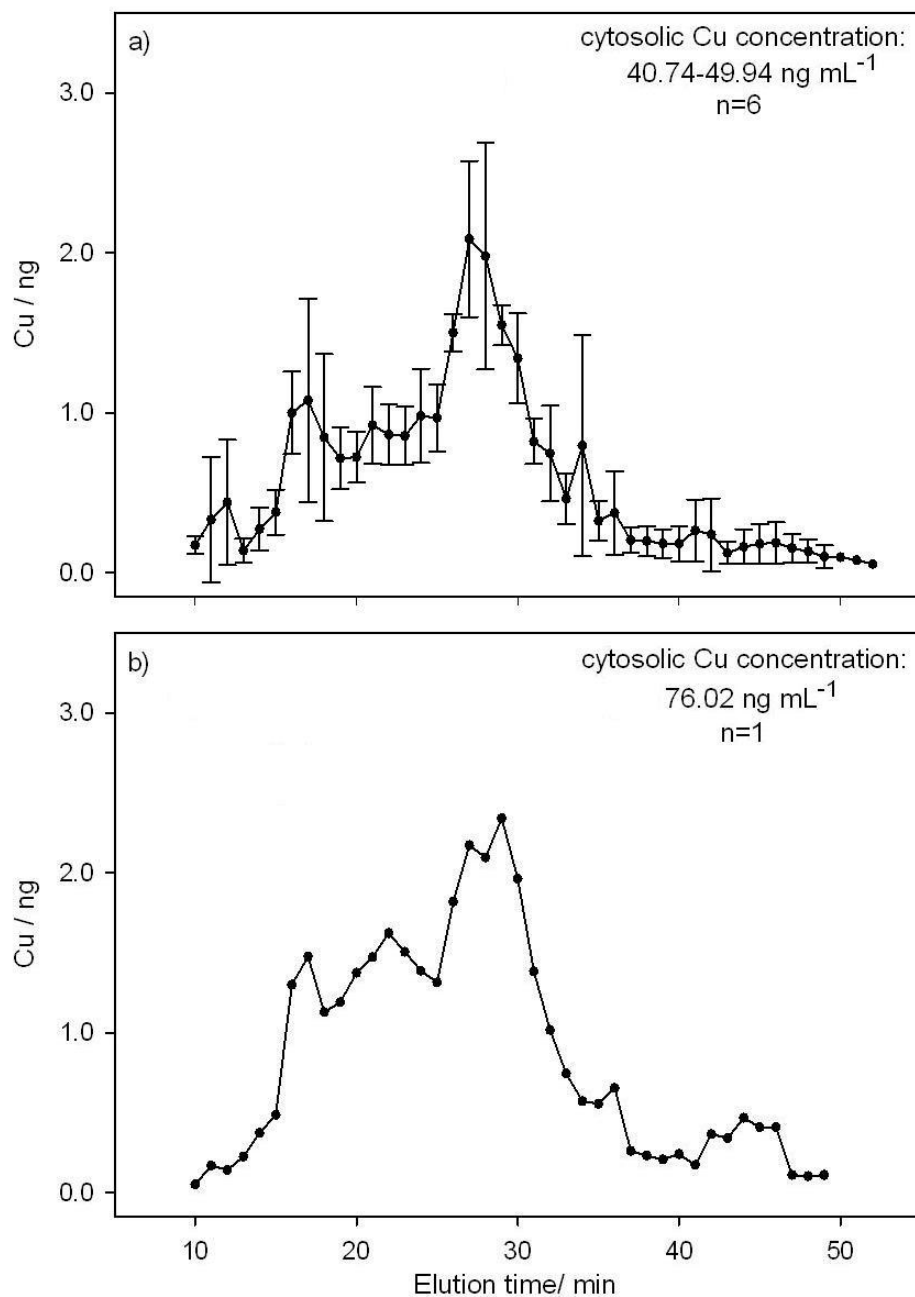 a)
cytosolic Cu concentration:
40.74-49.94 ng mL⁻¹
n=6
3.0
2.0
1.0
0.0
Cu / ng
b)
cytosolic Cu concentration:
76.02 ng mL⁻¹
n=1
3.0
2.0
1.0
0.0
Cu / ng
10 20 30 40 50
Elution time/ min